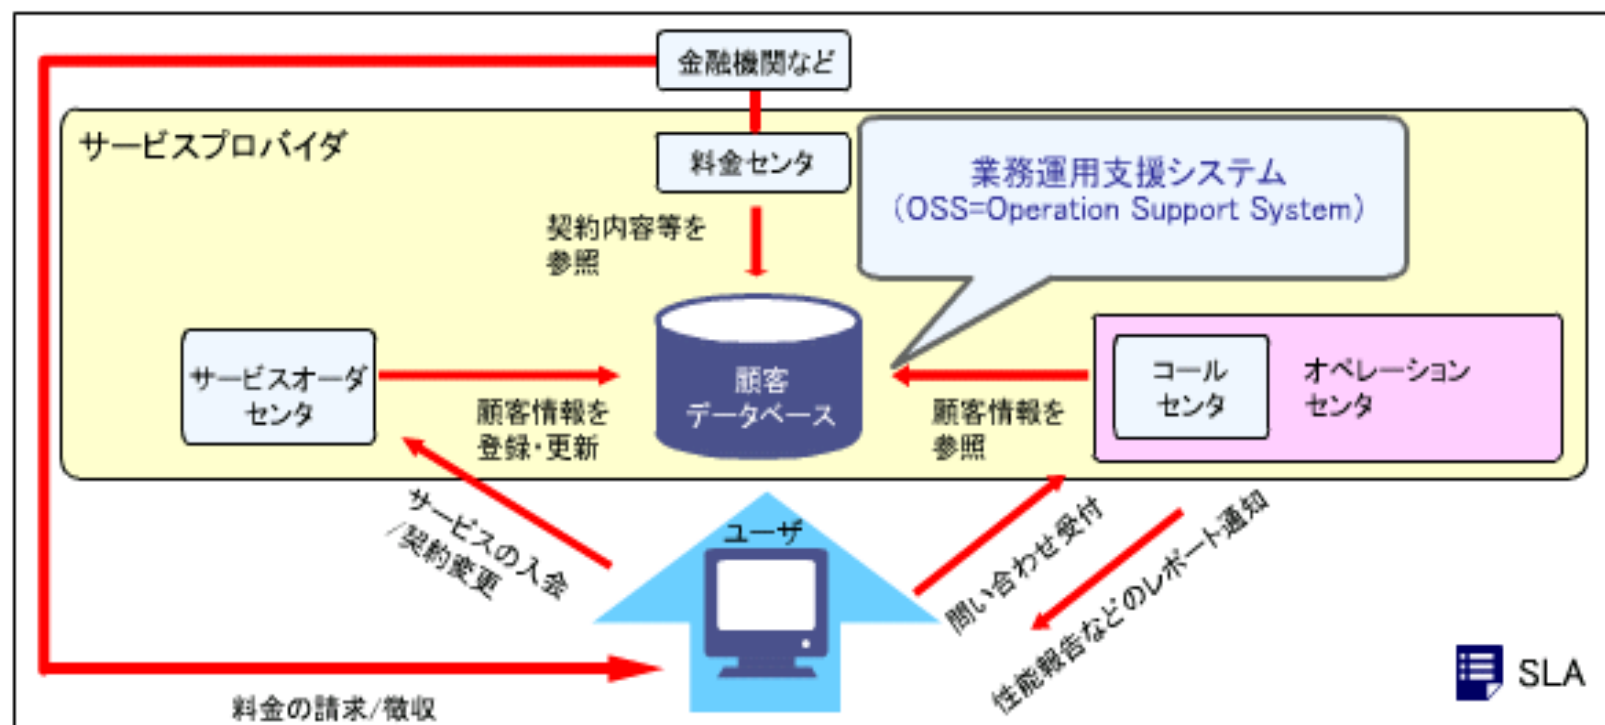 金融機関など
サービスプロバイダ
料金センタ
業務運用支援システム
（OSS=Operation Support System）
契約内容等を
参照
サービスオーダ
センタ
顧客情報を
登録・更新
顧客
データベース
顧客情報を
参照
コール
センタ
オペレーション
センタ
サービスの入会
/契約変更
ユーザ
問い合わせ受付
性能報告などのレポート通知
料金の請求/徴収
SLA